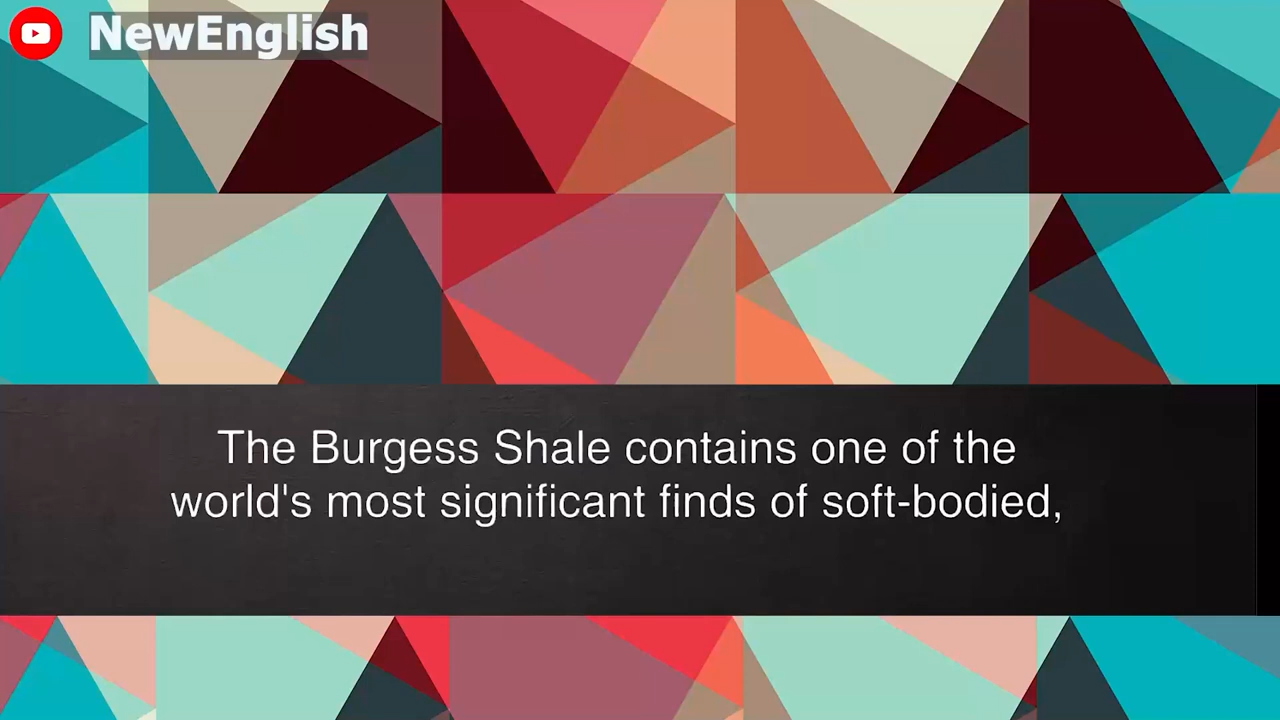 NewEnglish
The Burgess Shale contains one of the
world's most significant finds of soft-bodied,